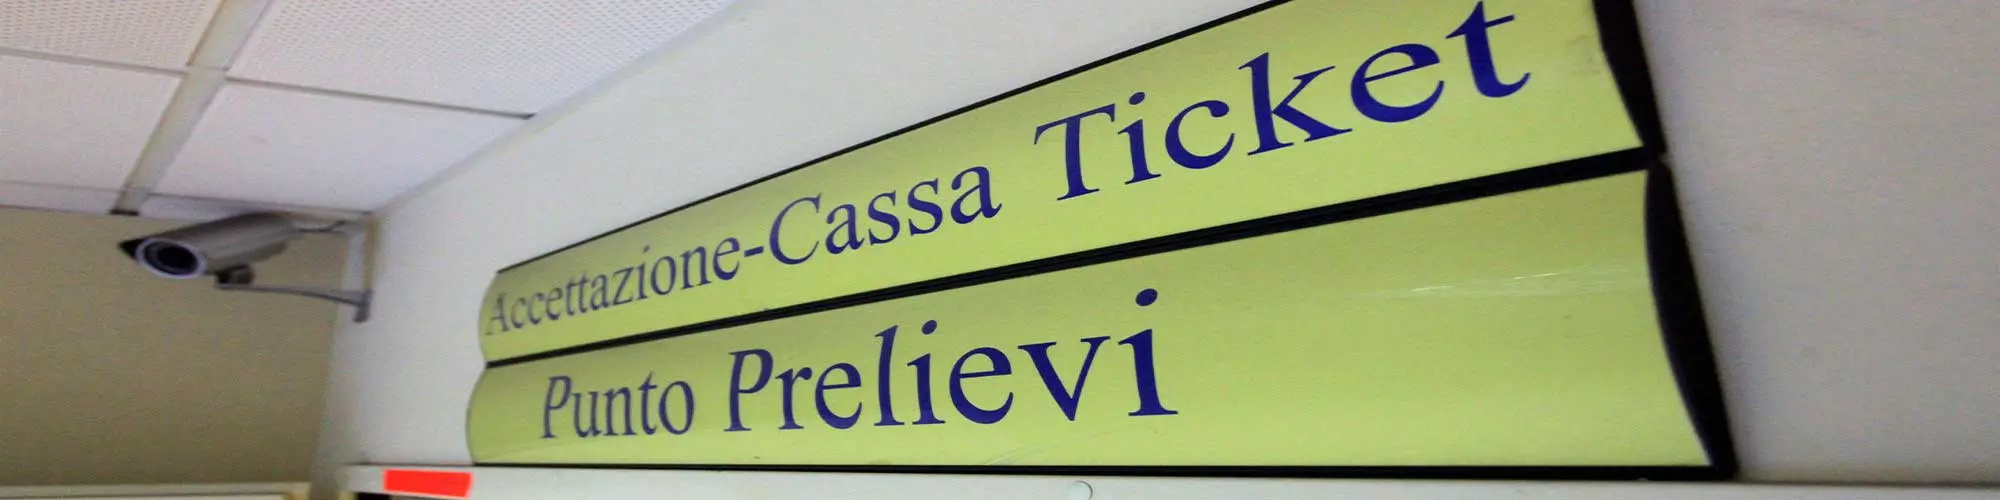 Accettazione-Cassa Ticket
Punto Prelievi